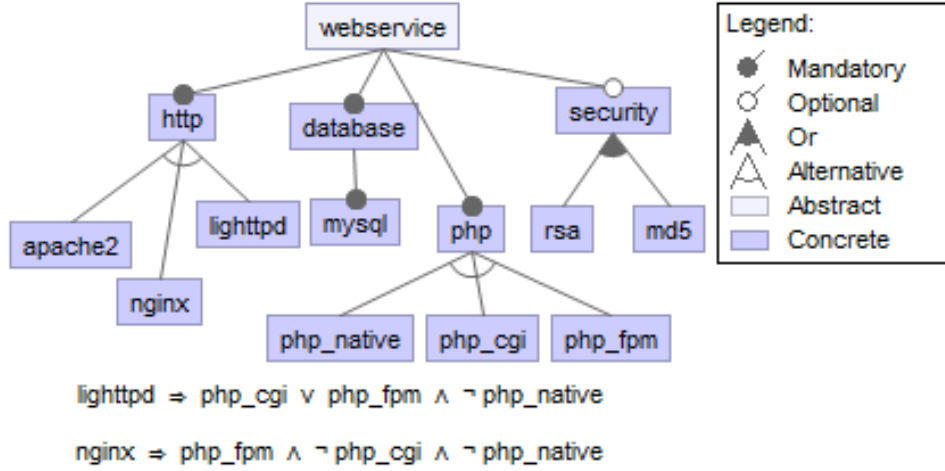 webservice
Legend:
Mandatory
Optional
Or
Alternative
Abstract
Concrete
http
database
security
apache2
lighttpd
mysql
php
rsa
md5
nginx
php_native
php_cgi
php_fpm
lighttpd ⇒ php_cgi ∨ php_fpm ∧ ¬ php_native
nginx ⇒ php_fpm ∧ ¬ php_cgi ∧ ¬ php_native